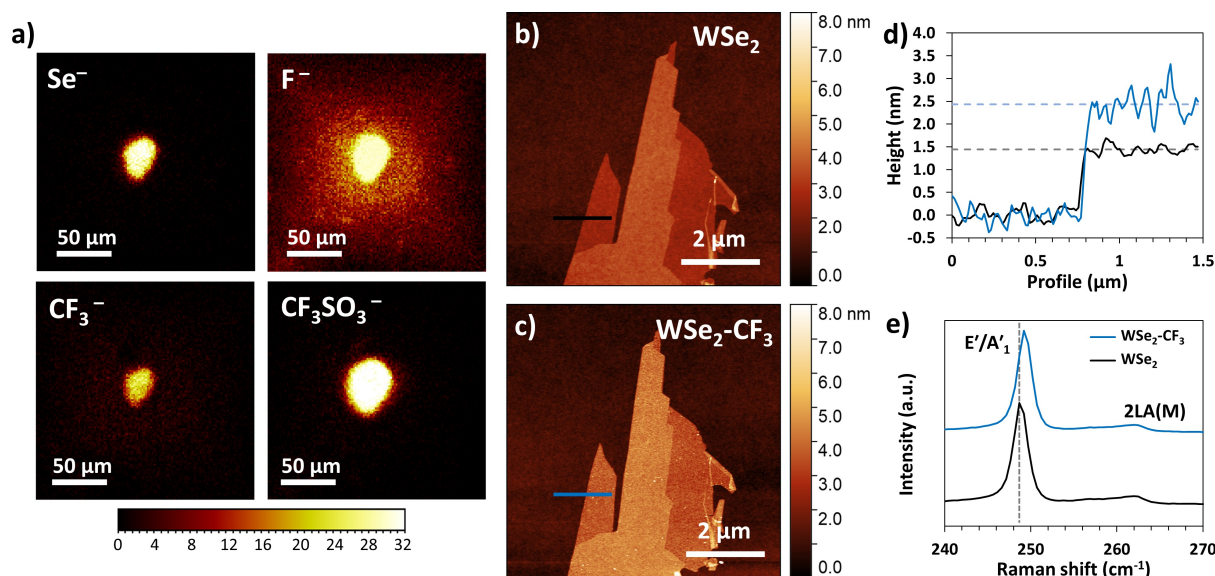 a)
Se⁻
50 µm
F⁻
50 µm
CF₃⁻
50 µm
CF₃SO₃⁻
50 µm
0 4 8 12 16 20 24 28 32
b)
WSe₂
2 µm
8.0 nm
7.0
6.0
5.0
4.0
3.0
2.0
0.0
c)
WSe₂-CF₃
2 µm
8.0 nm
7.0
6.0
5.0
4.0
3.0
2.0
0.0
d)
Height (nm)
4.0
3.5
3.0
2.5
2.0
1.5
1.0
0.5
0.0
-0.5
0 0.5 1 1.5
Profile (µm)
e)
E'/A'₁
WSe₂-CF₃
WSe₂
2LA(M)
Intensity (a.u.)
240 250 260 270
Raman shift (cm⁻¹)